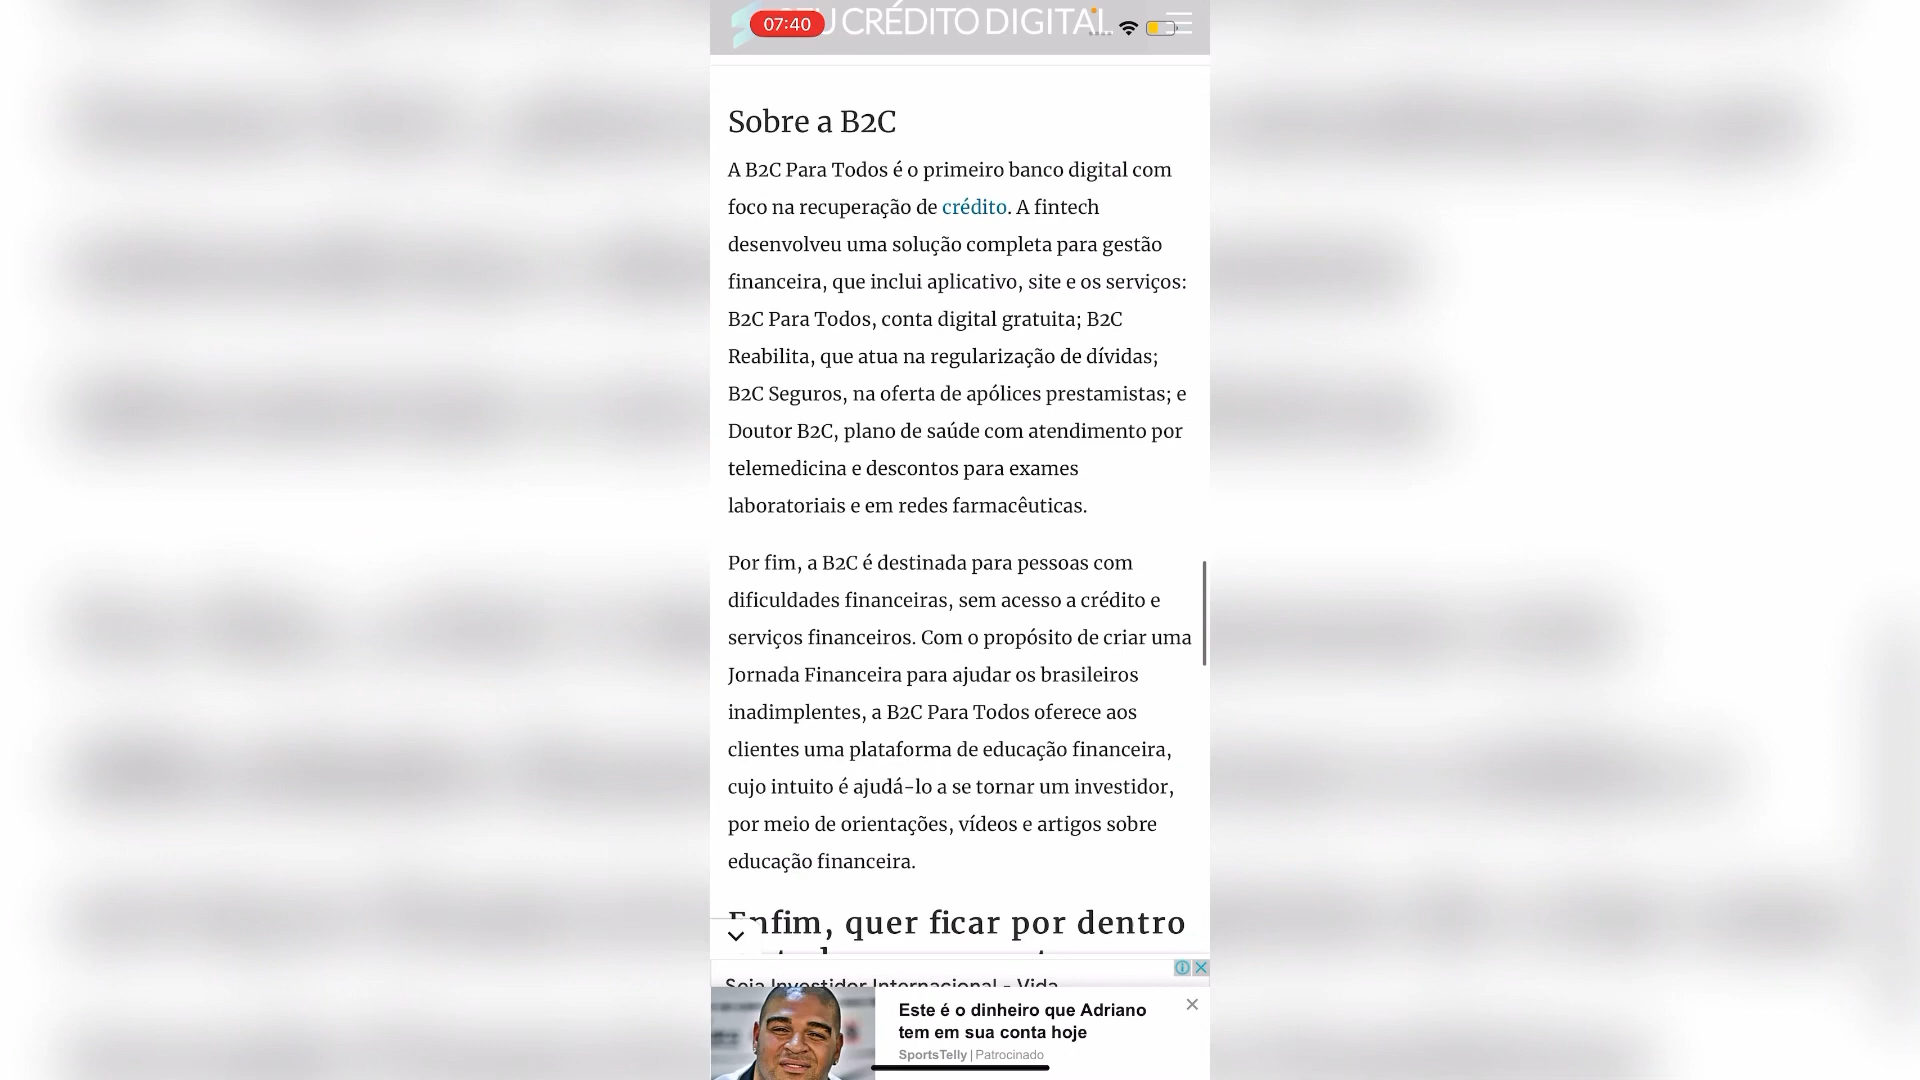 07:40
U CRÉDITO DIGITAL
Sobre a B2C
A B2C Para Todos é o primeiro banco digital com
foco na recuperação de crédito. A fintech
desenvolveu uma solução completa para gestão
financeira, que inclui aplicativo, site e os serviços:
B2C Para Todos, conta digital gratuita; B2C
Reabilita, que atua na regularização de dívidas;
B2C Seguros, na oferta de apólices prestamistas; e
Doutor B2C, plano de saúde com atendimento por
telemedicina e descontos para exames
laboratoriais e em redes farmacêuticas.
Por fim, a B2C é destinada para pessoas com
dificuldades financeiras, sem acesso a crédito e
serviços financeiros. Com o propósito de criar uma
Jornada Financeira para ajudar os brasileiros
inadimplentes, a B2C Para Todos oferece aos
clientes uma plataforma de educação financeira,
cujo intuito é ajudá-lo a se tornar um investidor,
por meio de orientações, vídeos e artigos sobre
educação financeira.
Enfim, quer ficar por dentro
Seja Investidor Internacional - Vida
Este é o dinheiro que Adriano
tem em sua conta hoje
SportsTelly | Patrocinado